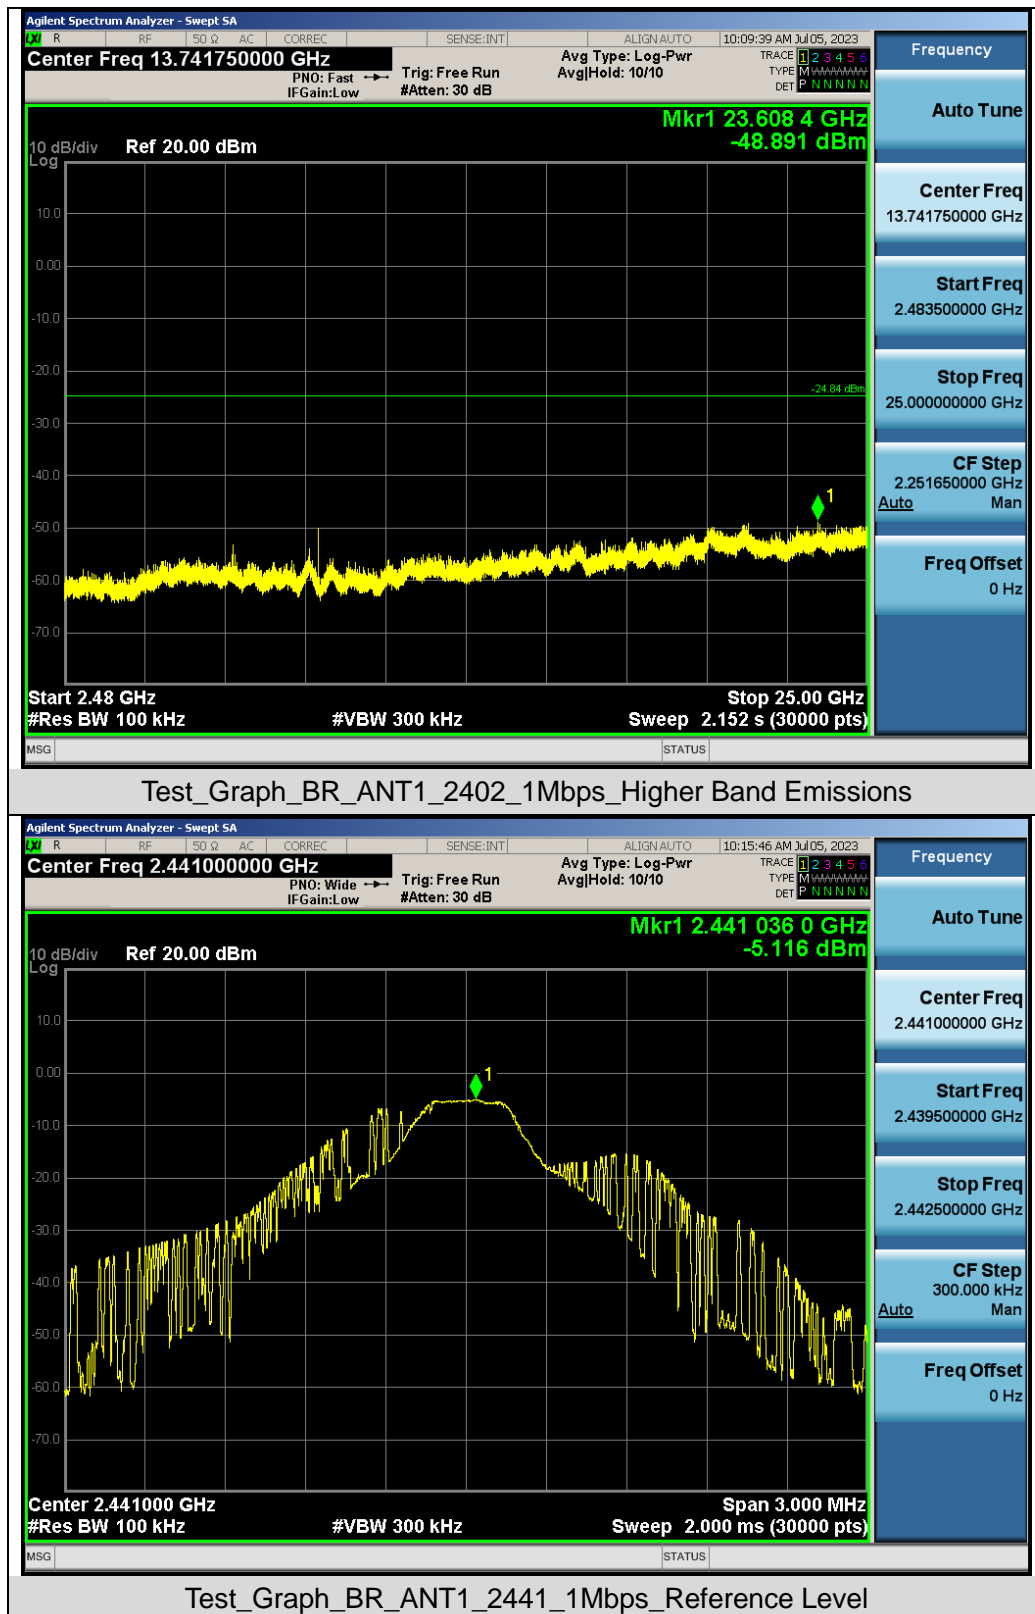 Agilent Spectrum Analyzer - Swept SA
LXI R RF 50 Ω AC CORREC SENSE:INT ALIGN AUTO 10:09:39 AM Jul 05, 2023
Center Freq 13.741750000 GHz
PNO: Fast
IFGain:Low
Trig: Free Run
#Atten: 30 dB
Avg Type: Log-Pwr
Avg|Hold: 10/10
TRACE 1 2 3 4 5 6
TYPE M
DET P N N N N N
Mkr1 23.608 4 GHz
-48.891 dBm
10 dB/div Ref 20.00 dBm
Log
10.0
0.00
-10.0
-20.0
-24.84 dBm
-30.0
-40.0
1
-50.0
-60.0
-70.0
Start 2.48 GHz Stop 25.00 GHz
#Res BW 100 kHz #VBW 300 kHz Sweep 2.152 s (30000 pts)
MSG STATUS
Frequency
Auto Tune
Center Freq
13.741750000 GHz
Start Freq
2.483500000 GHz
Stop Freq
25.000000000 GHz
CF Step
2.251650000 GHz
Auto Man
Freq Offset
0 Hz
Test_Graph_BR_ANT1_2402_1Mbps_Higher Band Emissions
Agilent Spectrum Analyzer - Swept SA
LXI R RF 50 Ω AC CORREC SENSE:INT ALIGN AUTO 10:15:46 AM Jul 05, 2023
Center Freq 2.441000000 GHz
PNO: Wide
IFGain:Low
Trig: Free Run
#Atten: 30 dB
Avg Type: Log-Pwr
Avg|Hold: 10/10
TRACE 1 2 3 4 5 6
TYPE M
DET P N N N N N
Mkr1 2.441 036 0 GHz
-5.116 dBm
10 dB/div Ref 20.00 dBm
Log
10.0
0.00
1
-10.0
-20.0
-30.0
-40.0
-50.0
-60.0
-70.0
Center 2.441000 GHz Span 3.000 MHz
#Res BW 100 kHz #VBW 300 kHz Sweep 2.000 ms (30000 pts)
MSG STATUS
Frequency
Auto Tune
Center Freq
2.441000000 GHz
Start Freq
2.439500000 GHz
Stop Freq
2.442500000 GHz
CF Step
300.000 kHz
Auto Man
Freq Offset
0 Hz
Test_Graph_BR_ANT1_2441_1Mbps_Reference Level